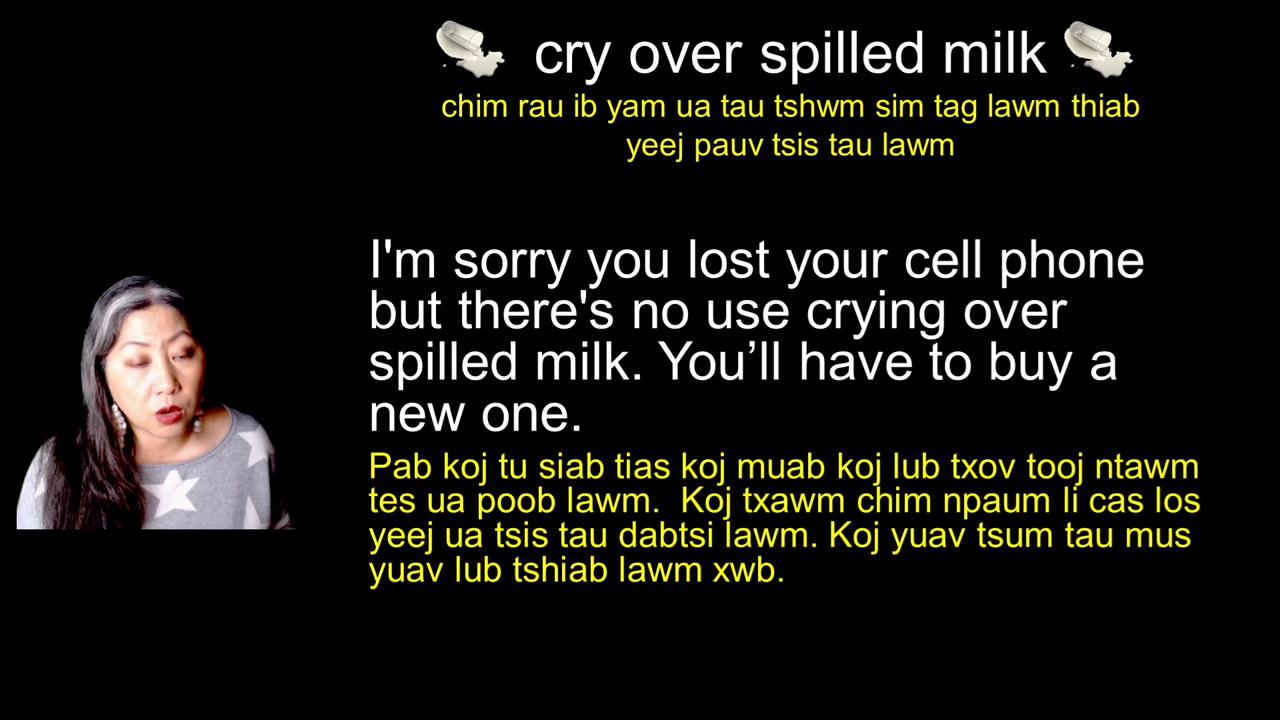 cry over spilled milk
chim rau ib yam ua tau tshwm sim tag lawm thiab
yeej pauv tsis tau lawm
I'm sorry you lost your cell phone
but there's no use crying over
spilled milk. You’ll have to buy a
new one.
Pab koj tu siab tias koj muab koj lub txov tooj ntawm
tes ua poob lawm.  Koj txawm chim npaum li cas los
yeej ua tsis tau dabtsi lawm. Koj yuav tsum tau mus
yuav lub tshiab lawm xwb.